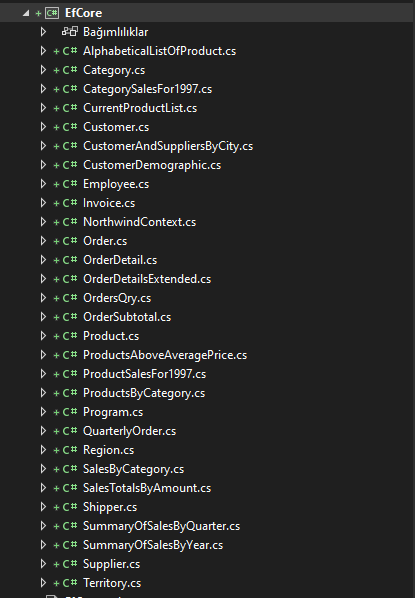 EfCore
Bağımlılıklar
C# AlphabeticalListOfProduct.cs
C# Category.cs
C# CategorySalesFor1997.cs
C# CurrentProductList.cs
C# Customer.cs
C# CustomerAndSuppliersByCity.cs
C# CustomerDemographic.cs
C# Employee.cs
C# Invoice.cs
C# NorthwindContext.cs
C# Order.cs
C# OrderDetail.cs
C# OrderDetailsExtended.cs
C# OrdersQry.cs
C# OrderSubtotal.cs
C# Product.cs
C# ProductsAboveAveragePrice.cs
C# ProductSalesFor1997.cs
C# ProductsByCategory.cs
C# Program.cs
C# QuarterlyOrder.cs
C# Region.cs
C# SalesByCategory.cs
C# SalesTotalsByAmount.cs
C# Shipper.cs
C# SummaryOfSalesByQuarter.cs
C# SummaryOfSalesByYear.cs
C# Supplier.cs
C# Territory.cs